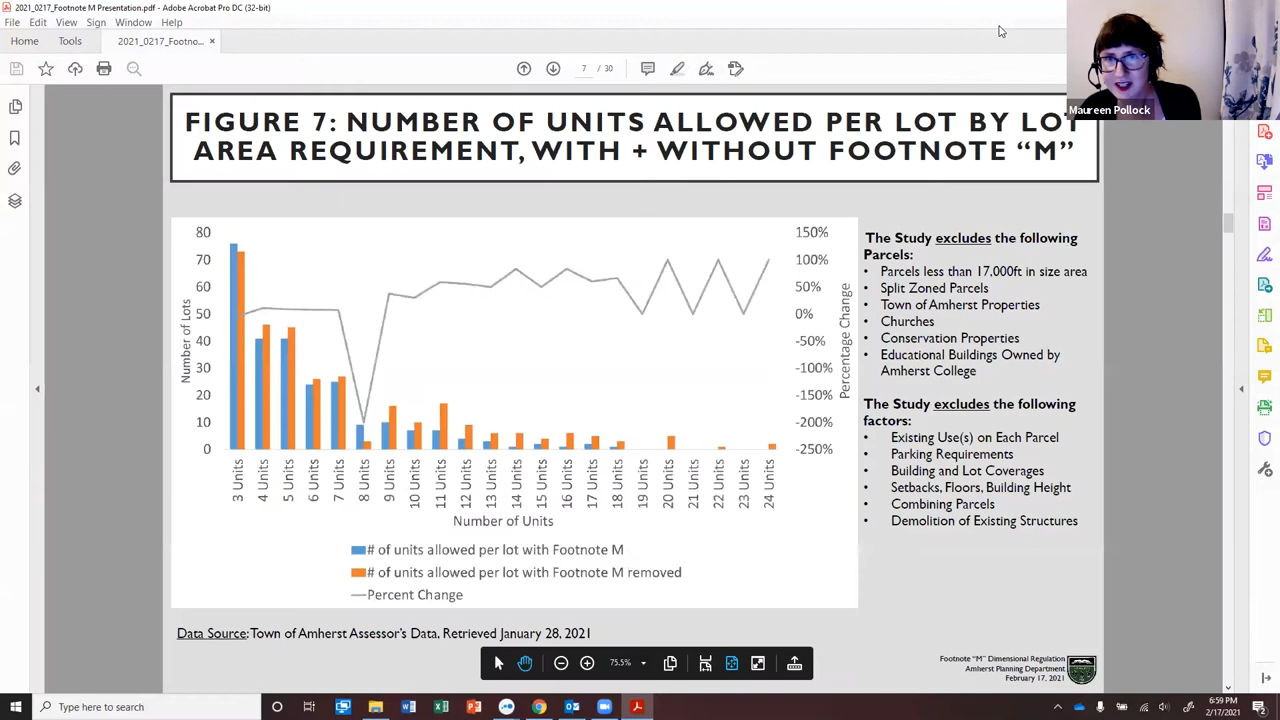 2021_0217_Footnote M Presentation.pdf - Adobe Acrobat Pro DC (32-bit)
File Edit View Sign Window Help
Home Tools 2021_0217_Footno... ×
7 / 30
Maureen Pollock
FIGURE 7: NUMBER OF UNITS ALLOWED PER LOT BY LOT
AREA REQUIREMENT, WITH + WITHOUT FOOTNOTE “M”
80
70
60
50
40
30
20
10
0
Number of Lots
150%
100%
50%
0%
-50%
-100%
-150%
-200%
-250%
Percentage Change
3 Units
4 Units
5 Units
6 Units
7 Units
8 Units
9 Units
10 Units
11 Units
12 Units
13 Units
14 Units
15 Units
16 Units
17 Units
18 Units
19 Units
20 Units
21 Units
22 Units
23 Units
24 Units
Number of Units
# of units allowed per lot with Footnote M
# of units allowed per lot with Footnote M removed
Percent Change
The Study excludes the following
Parcels:
• Parcels less than 17,000ft in size area
• Split Zoned Parcels
• Town of Amherst Properties
• Churches
• Conservation Properties
• Educational Buildings Owned by
Amherst College
The Study excludes the following
factors:
• Existing Use(s) on Each Parcel
• Parking Requirements
• Building and Lot Coverages
• Setbacks, Floors, Building Height
• Combining Parcels
• Demolition of Existing Structures
Data Source: Town of Amherst Assessor’s Data, Retrieved January 28, 2021
75.5%
Footnote “M” Dimensional Regulation
Amherst Planning Department
February 17, 2021
Type here to search
6:59 PM
2/17/2021